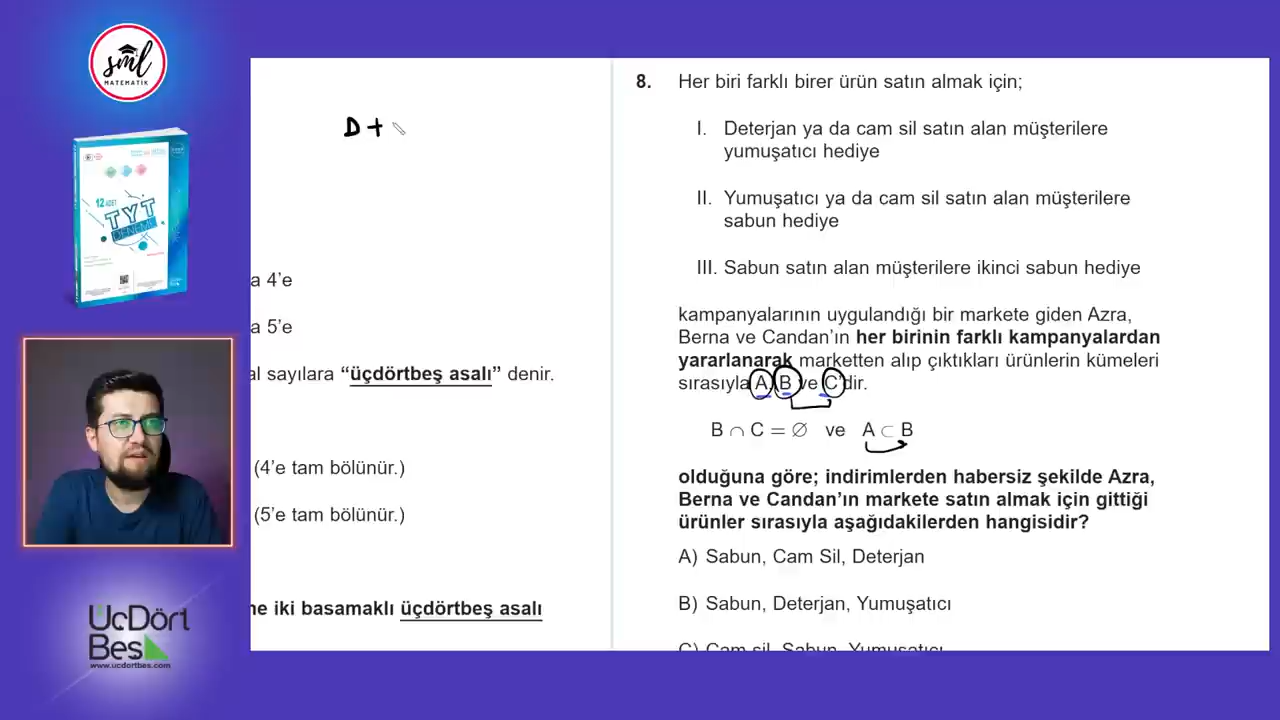 sml
MATEMATİK
12 ADET
TYT
DENEME
ÜcDört
Beş
www.ucdortbes.com
D +
a 4'e
a 5'e
al sayılara “üçdörtbeş asalı” denir.
(4'e tam bölünür.)
(5'e tam bölünür.)
ne iki basamaklı üçdörtbeş asalı
8. Her biri farklı birer ürün satın almak için;
I. Deterjan ya da cam sil satın alan müşterilere
yumuşatıcı hediye
II. Yumuşatıcı ya da cam sil satın alan müşterilere
sabun hediye
III. Sabun satın alan müşterilere ikinci sabun hediye
kampanyalarının uygulandığı bir markete giden Azra,
Berna ve Candan'ın her birinin farklı kampanyalardan
yararlanarak marketten alıp çıktıkları ürünlerin kümeleri
sırasıyla A, B ve C'dir.
B ∩ C = ∅ ve A ⊂ B
olduğuna göre; indirimlerden habersiz şekilde Azra,
Berna ve Candan'ın markete satın almak için gittiği
ürünler sırasıyla aşağıdakilerden hangisidir?
A) Sabun, Cam Sil, Deterjan
B) Sabun, Deterjan, Yumuşatıcı
C) Cam sil, Sabun, Yumuşatıcı